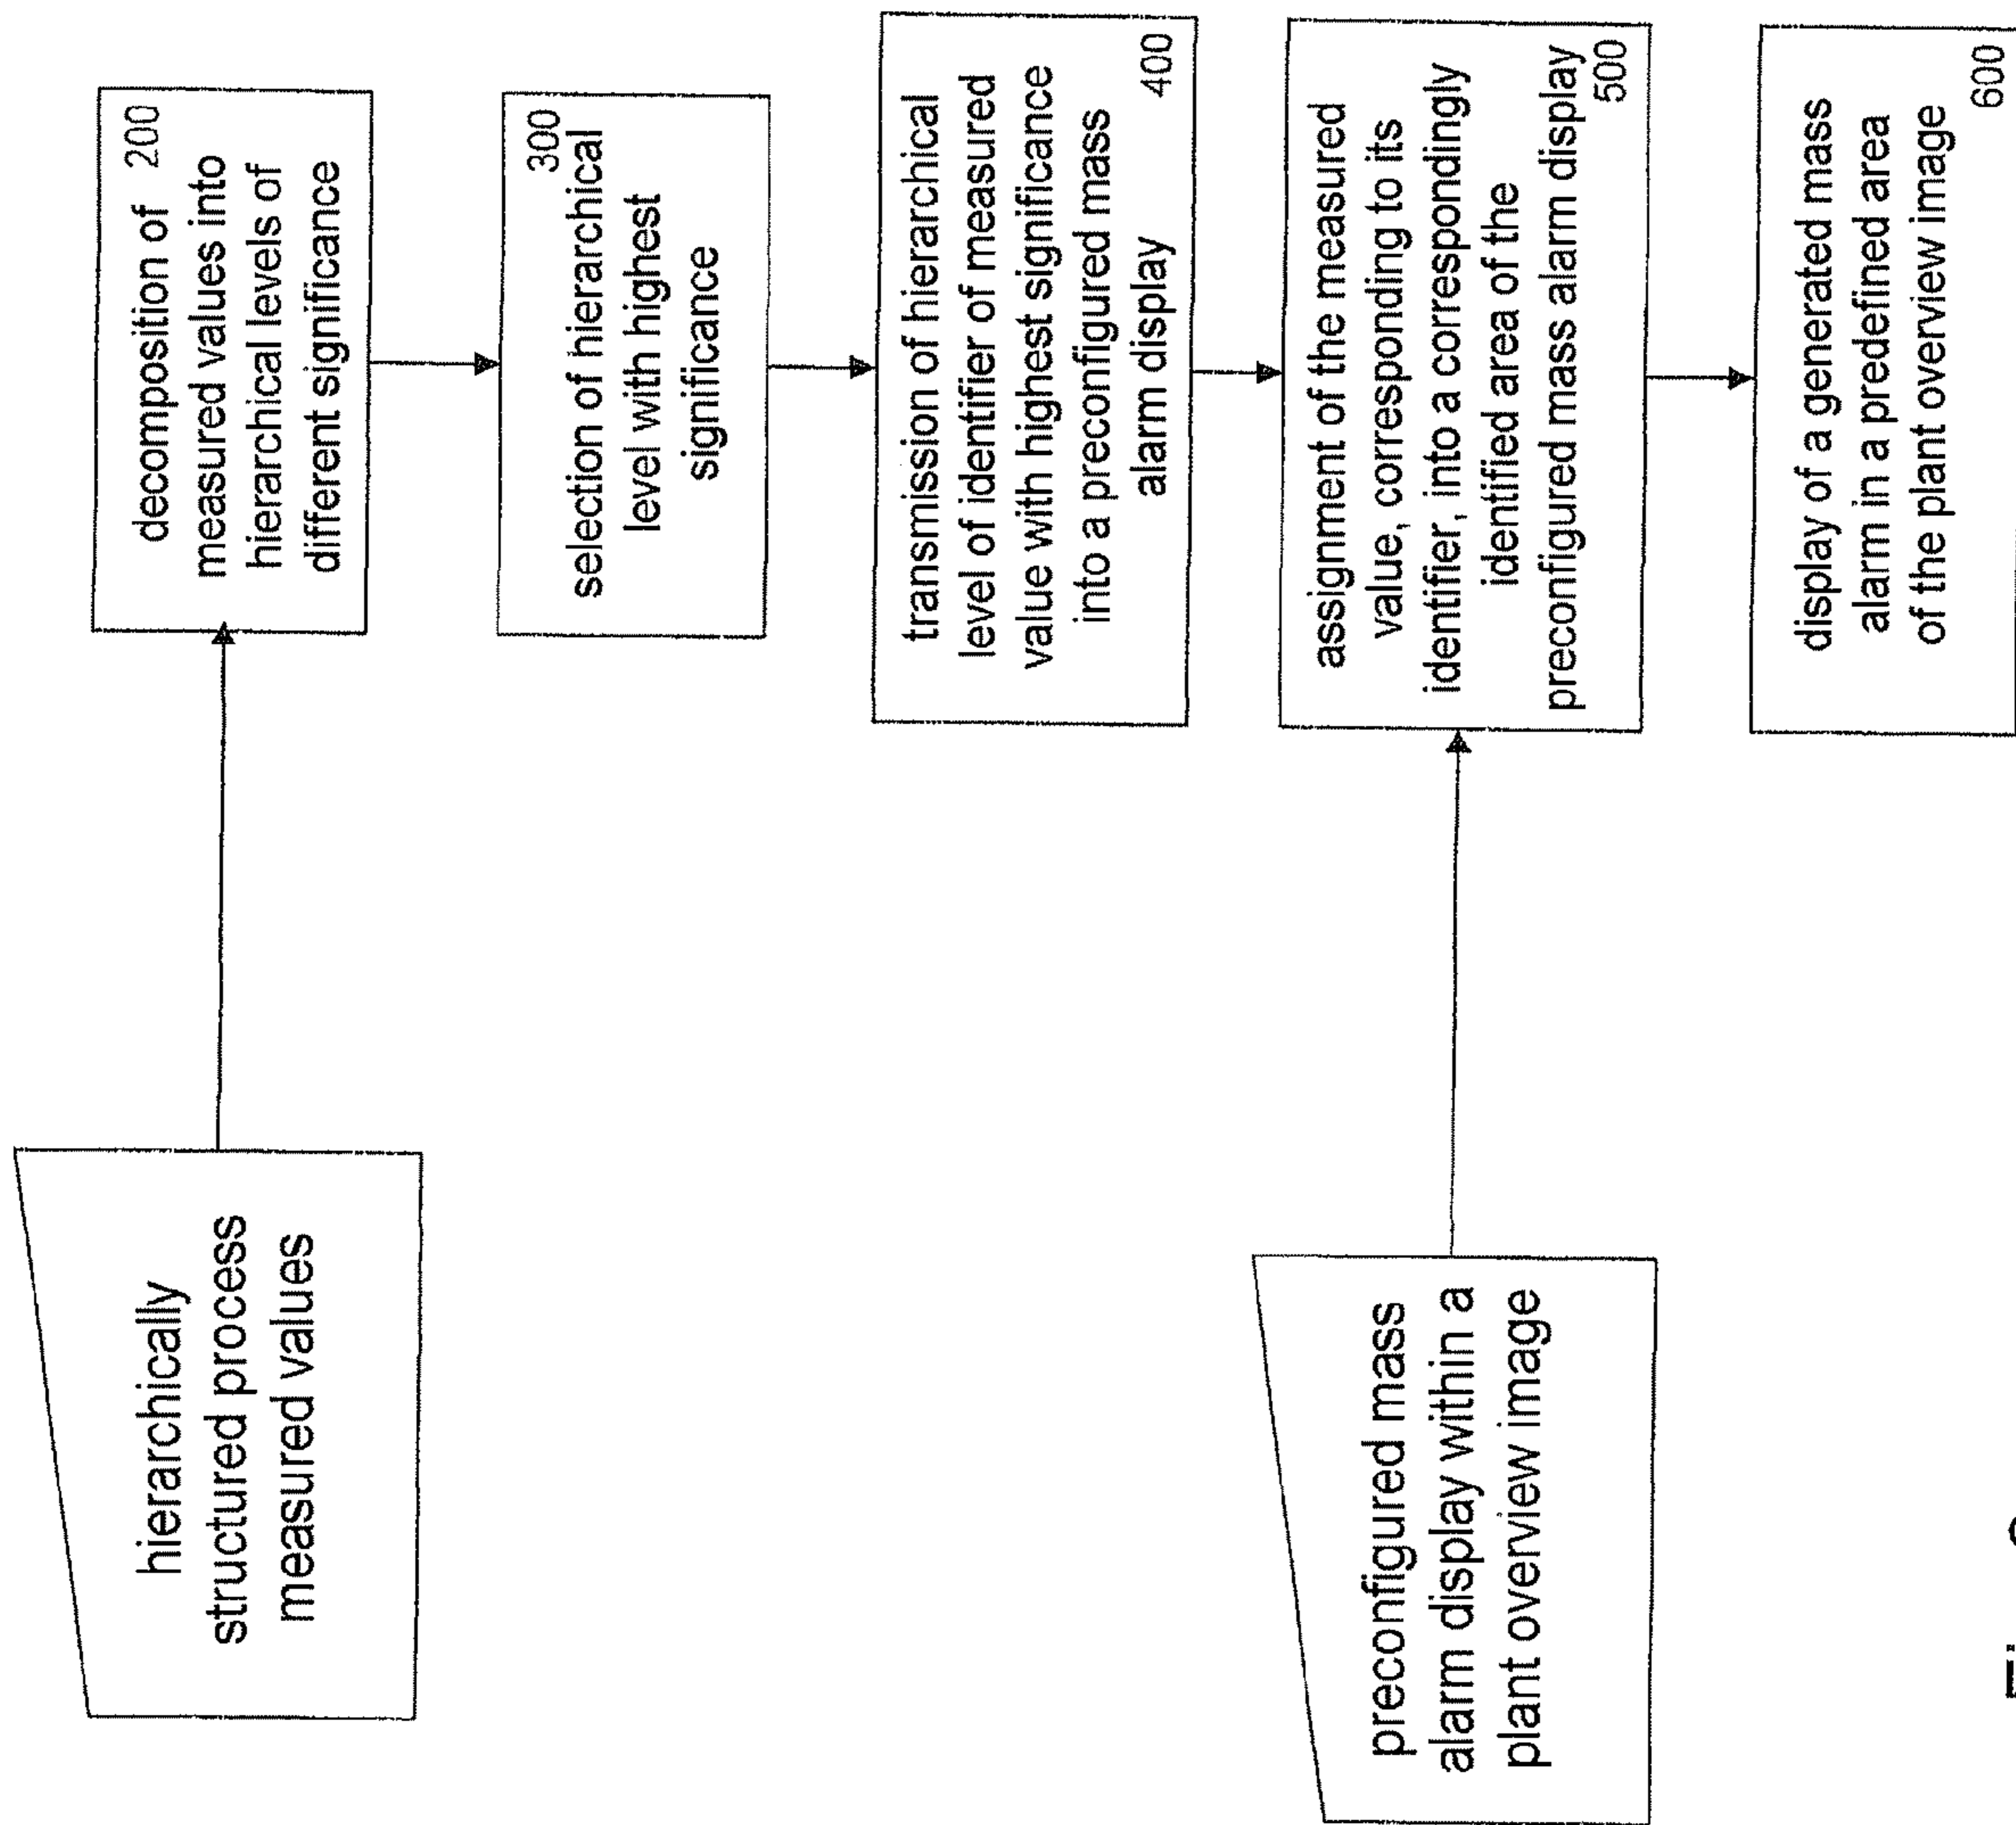 hierarchically
structured process
measured values
decomposition of 200
measured values into
hierarchical levels of
different significance
300
selection of hierarchical
level with highest
significance
transmission of hierarchical
level of identifier of measured
value with highest significance
into a preconfigured mass
alarm display 400
preconfigured mass
alarm display within a
plant overview image
assignment of the measured
value, corresponding to its
identifier, into a correspondingly
identified area of the
preconfigured mass alarm display
500
display of a generated mass
alarm in a predefined area
of the plant overview image
600